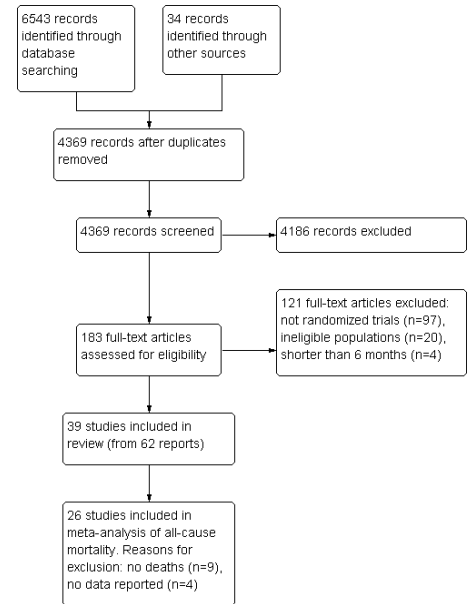 6543 records
identified through
database
searching
34 records
identified through
other sources
4369 records after duplicates
removed
4369 records screened
4186 records excluded
183 full-text articles
assessed for eligibility
121 full-text articles excluded:
not randomized trials (n=97),
ineligible populations (n=20),
shorter than 6 months (n=4)
39 studies included in
review (from 62 reports)
26 studies included in
meta-analysis of all-cause
mortality. Reasons for
exclusion: no deaths (n=9),
no data reported (n=4)